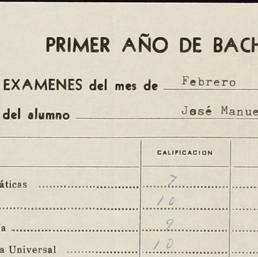 PRIMER AÑO DE BACH
EXAMENES del mes de Febrero
del alumno José Manue
CALIFICACION
áticas 7
10
a 9
a Universal 10